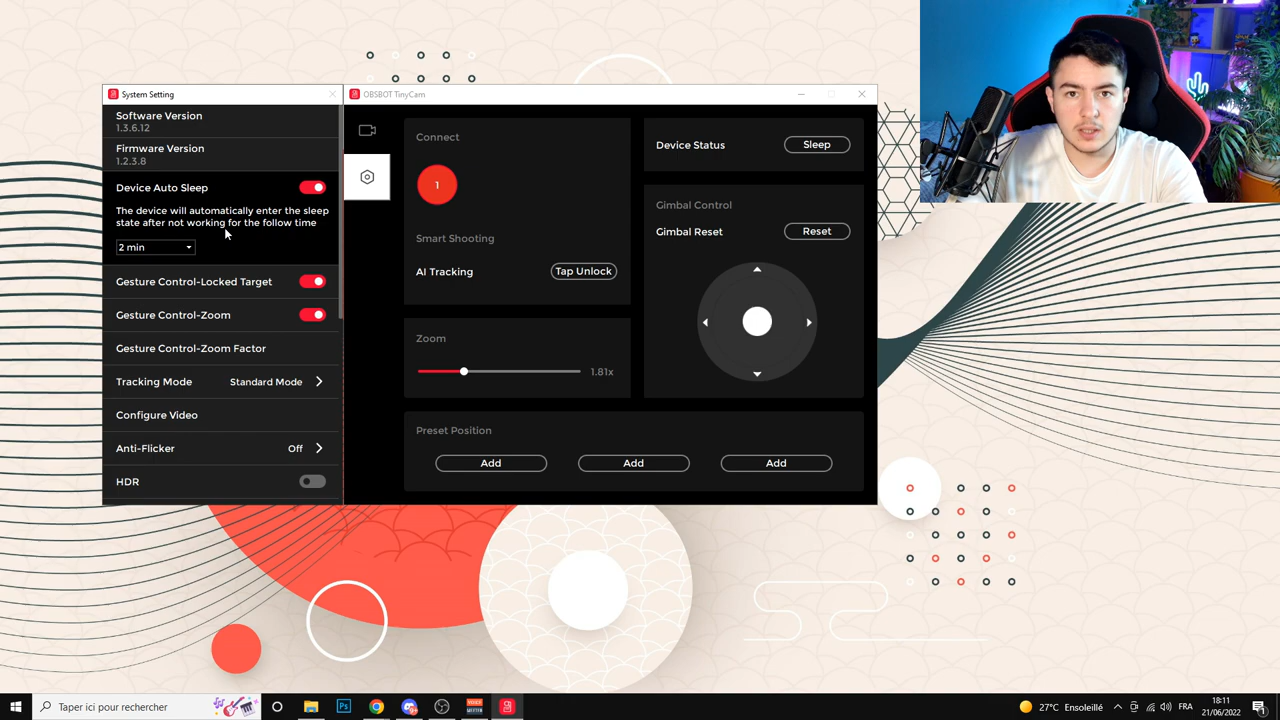 System Setting
Software Version
1.3.6.12
Firmware Version
1.2.3.8
Device Auto Sleep
The device will automatically enter the sleep
state after not working for the follow time
2 min
Gesture Control-Locked Target
Gesture Control-Zoom
Gesture Control-Zoom Factor
Tracking Mode Standard Mode
Configure Video
Anti-Flicker Off
HDR
OBSBOT TinyCam
Connect
1
Smart Shooting
AI Tracking Tap Unlock
Zoom
1.81x
Device Status Sleep
Gimbal Control
Gimbal Reset Reset
Preset Position
Add Add Add
Taper ici pour rechercher
Ps
27°C Ensoleillé
FRA
18:11
21/06/2022
1